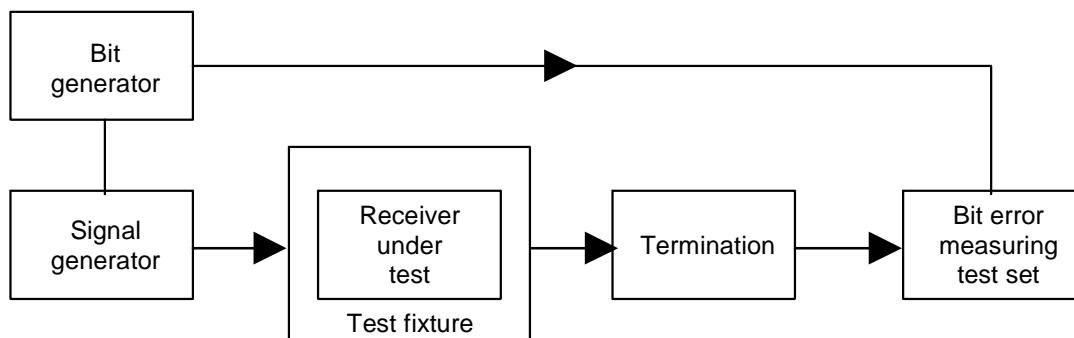 Bit
generator
Signal
generator
Receiver
under
test
Test fixture
Termination
Bit error
measuring
test set